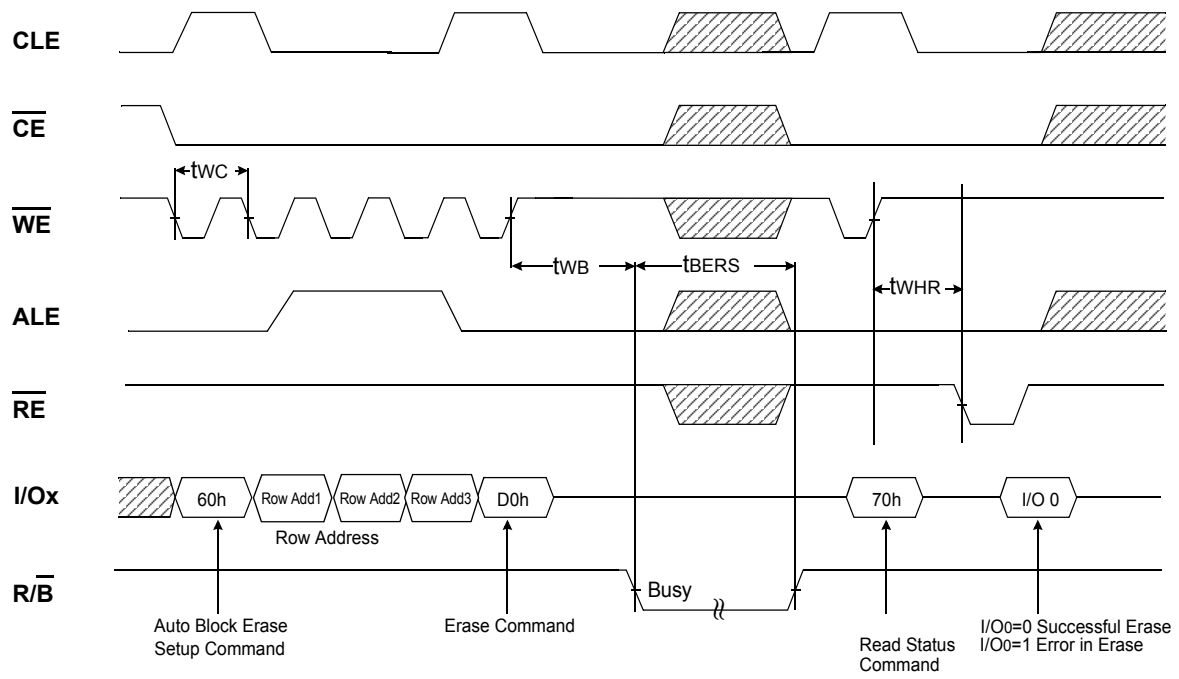 CLE
CE
tWC
WE
tWB
tBERS
tWHR
ALE
RE
I/Ox
60h
Row Add1
Row Add2
Row Add3
D0h
70h
I/O 0
Row Address
R/B
Busy
Auto Block Erase
Setup Command
Erase Command
Read Status
Command
I/O0=0 Successful Erase
I/O0=1 Error in Erase